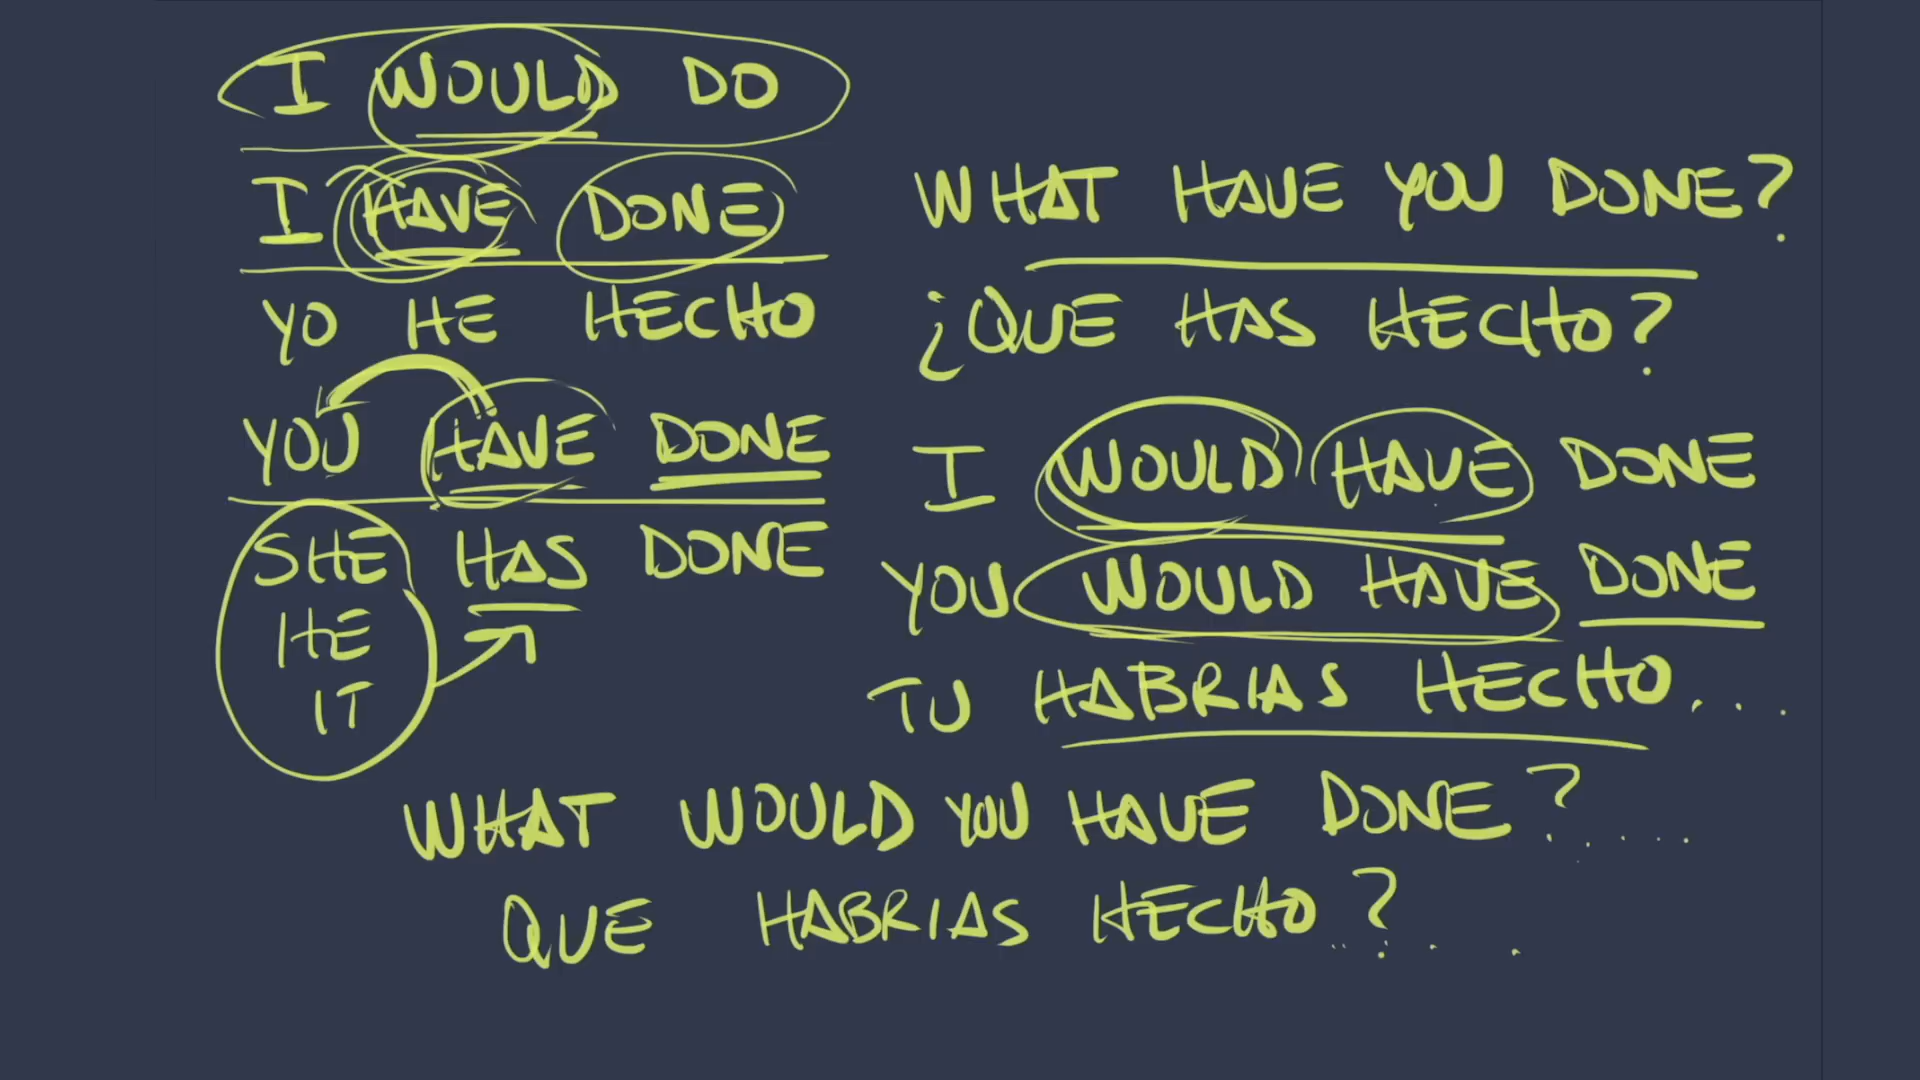 I WOULD DO
I HAVE DONE
YO HE HECHO
YOU HAVE DONE
SHE HAS DONE
HE
IT
WHAT HAVE YOU DONE?
¿QUE HAS HECHO?
I WOULD HAVE DONE
YOU WOULD HAVE DONE
TU HABRIAS HECHO...
WHAT WOULD YOU HAVE DONE?....
QUE HABRIAS HECHO?....